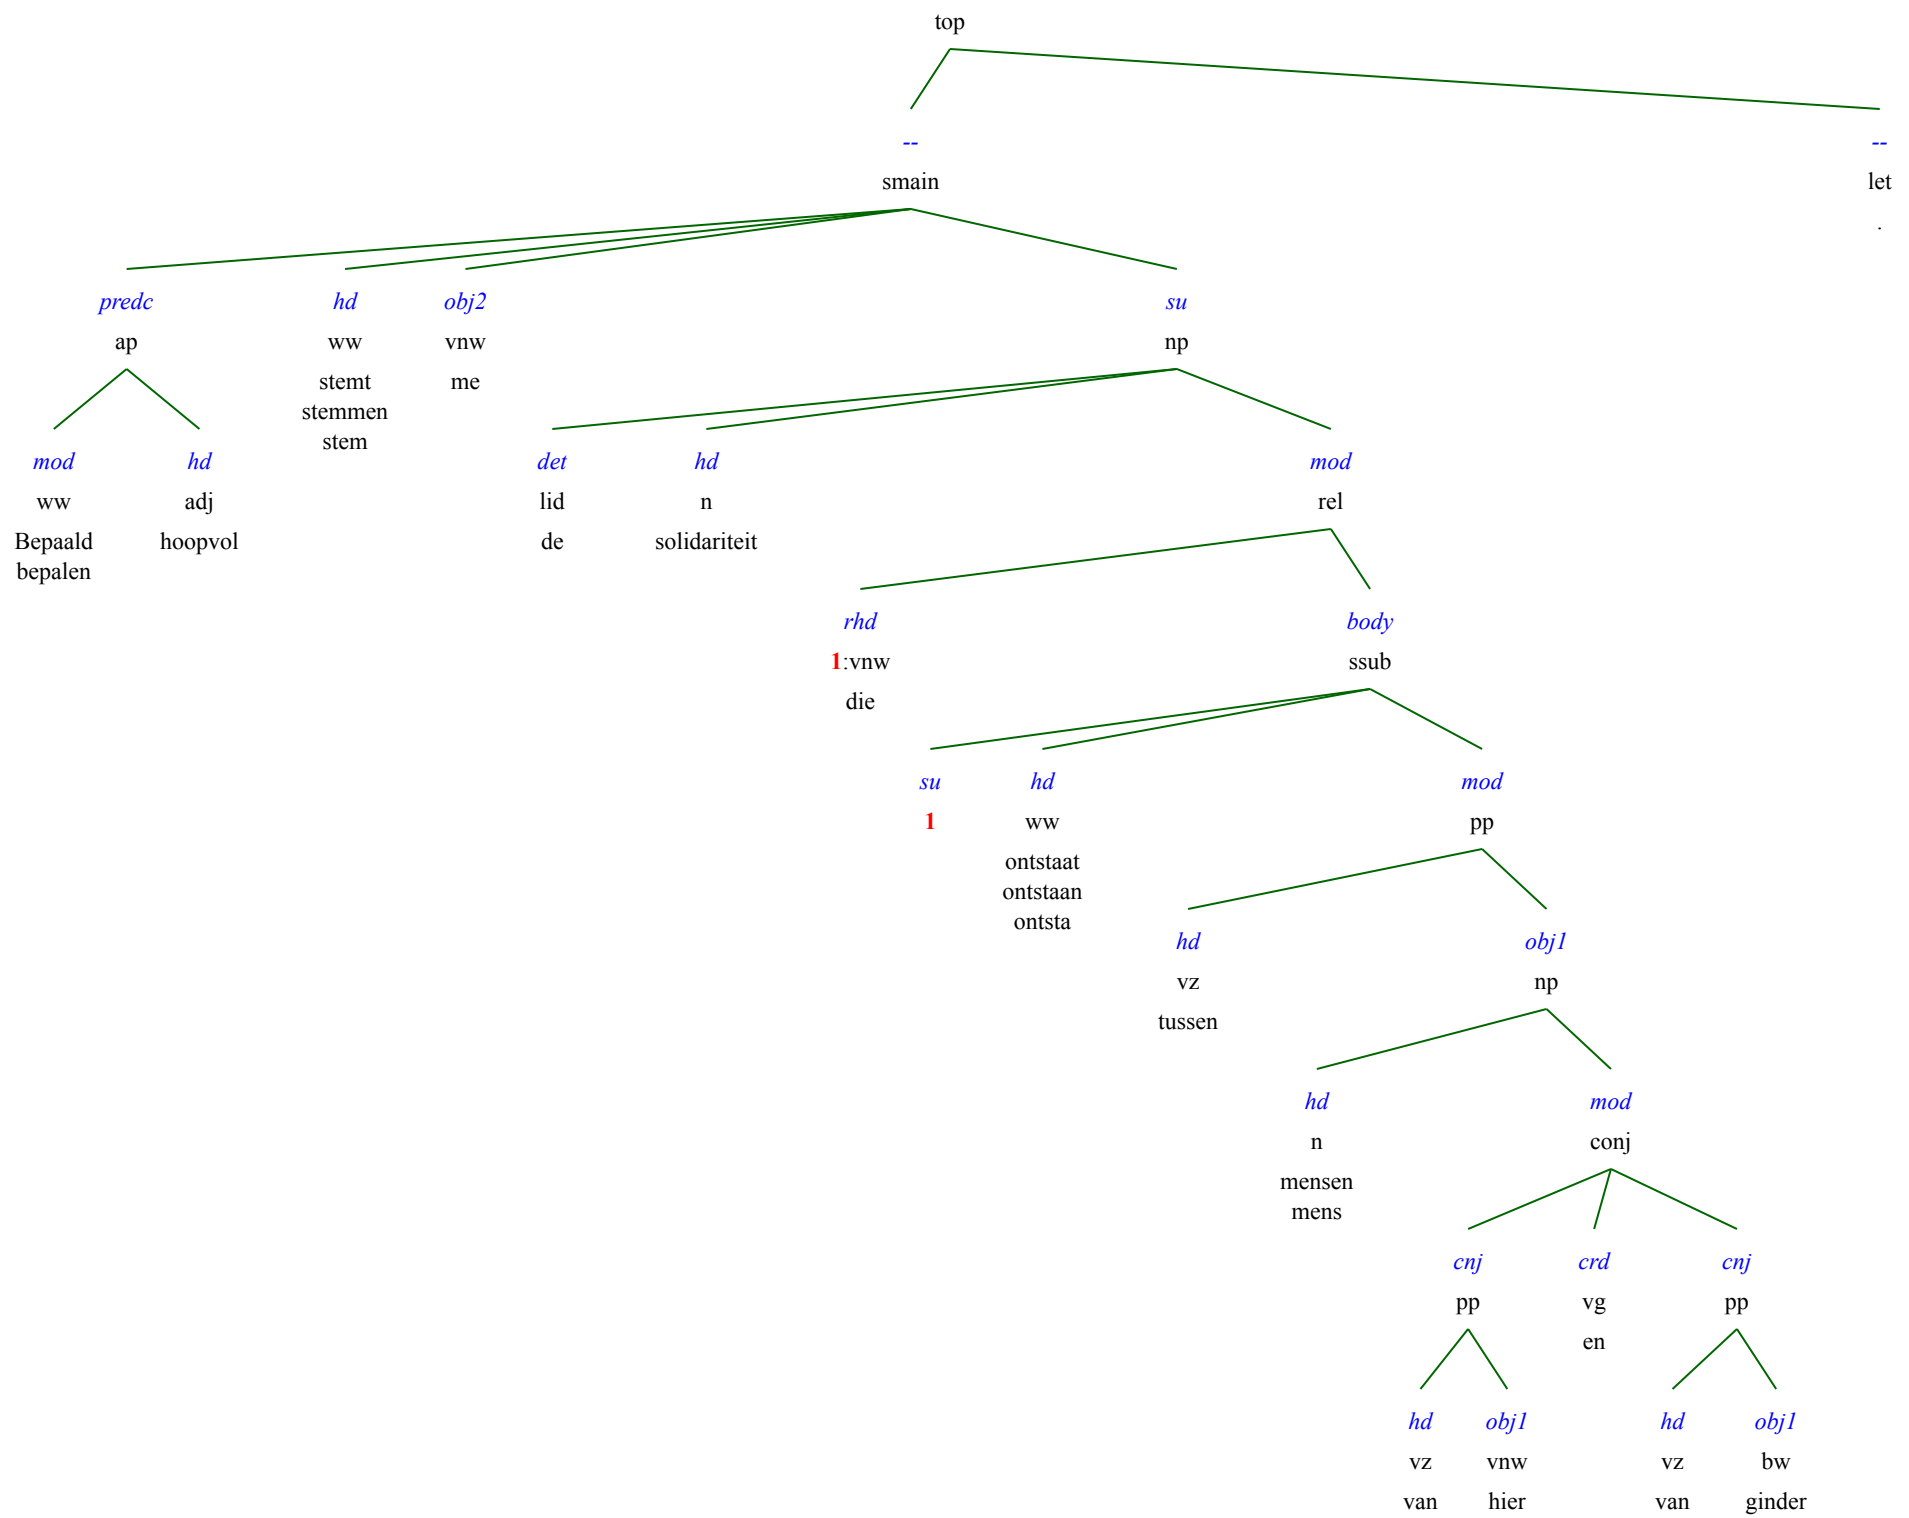 top
-- --
smain let
.
predc hd obj2 su
ap ww vnw np
stemt me
stemmen
stem
mod hd det hd mod
ww adj lid n rel
Bepaald hoopvol de solidariteit
bepalen
rhd body
1:vnw ssub
die
su hd mod
1 ww pp
ontstaat
ontstaan
ontsta
hd obj1
vz np
tussen
hd mod
n conj
mensen
mens
cnj crd cnj
pp vg pp
en
hd obj1 hd obj1
vz vnw vz bw
van hier van ginder